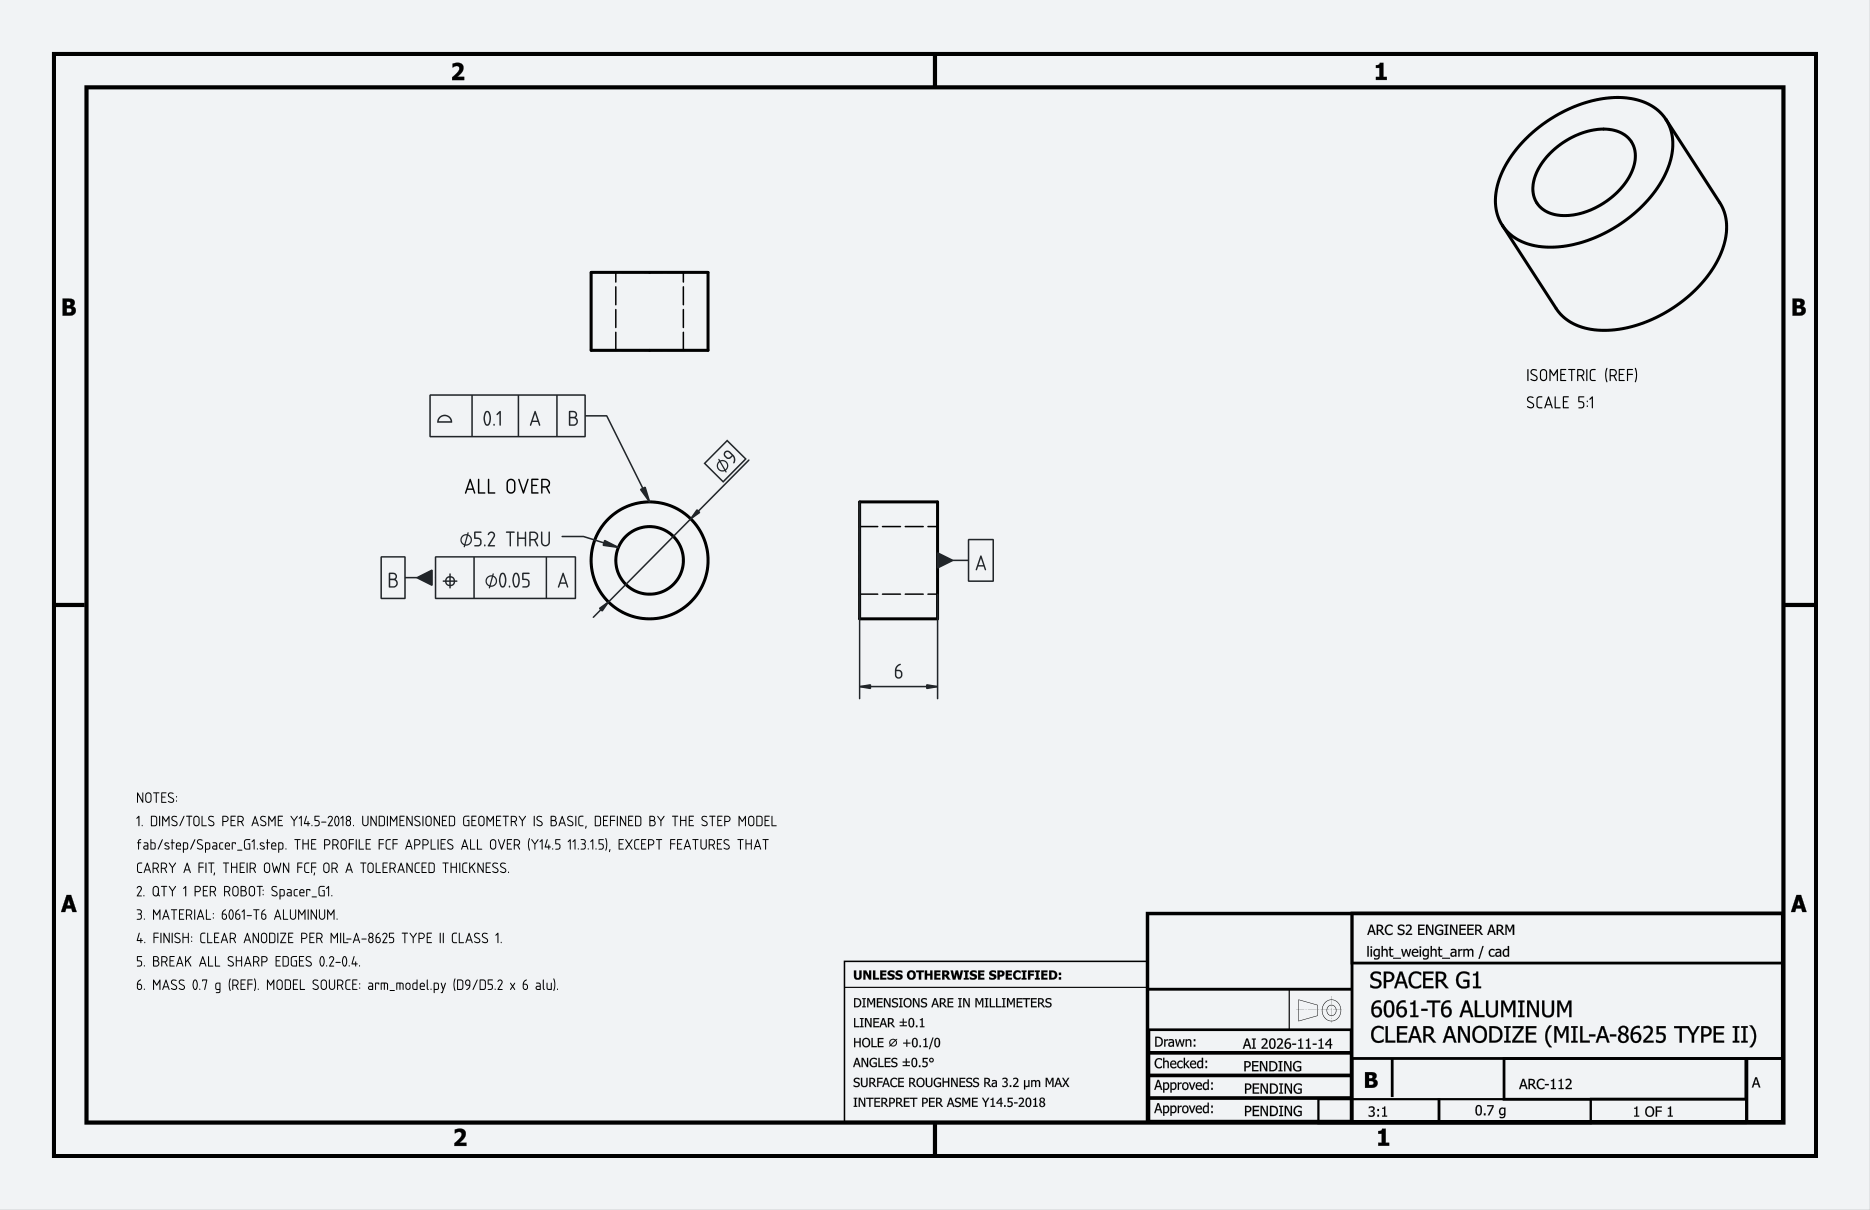 2
1
B
B
ISOMETRIC (REF)
SCALE 5:1
0.1 A B
⌀9
ALL OVER
⌀5.2 THRU
B ⌖ ⌀0.05 A
A
6
A
A
NOTES:
1. DIMS/TOLS PER ASME Y14.5-2018. UNDIMENSIONED GEOMETRY IS BASIC, DEFINED BY THE STEP MODEL
fab/step/Spacer_G1.step. THE PROFILE FCF APPLIES ALL OVER (Y14.5 11.3.1.5), EXCEPT FEATURES THAT
CARRY A FIT, THEIR OWN FCF, OR A TOLERANCED THICKNESS.
2. QTY 1 PER ROBOT: Spacer_G1.
3. MATERIAL: 6061-T6 ALUMINUM.
4. FINISH: CLEAR ANODIZE PER MIL-A-8625 TYPE II CLASS 1.
5. BREAK ALL SHARP EDGES 0.2-0.4.
6. MASS 0.7 g (REF). MODEL SOURCE: arm_model.py (D9/D5.2 x 6 alu).
UNLESS OTHERWISE SPECIFIED:
DIMENSIONS ARE IN MILLIMETERS
LINEAR ±0.1
HOLE ⌀ +0.1/0
ANGLES ±0.5°
SURFACE ROUGHNESS Ra 3.2 µm MAX
INTERPRET PER ASME Y14.5-2018
Drawn: AI 2026-11-14
Checked: PENDING
Approved: PENDING
Approved: PENDING
ARC S2 ENGINEER ARM
light_weight_arm / cad
SPACER G1
6061-T6 ALUMINUM
CLEAR ANODIZE (MIL-A-8625 TYPE II)
B ARC-112 A
3:1 0.7 g 1 OF 1
2
1